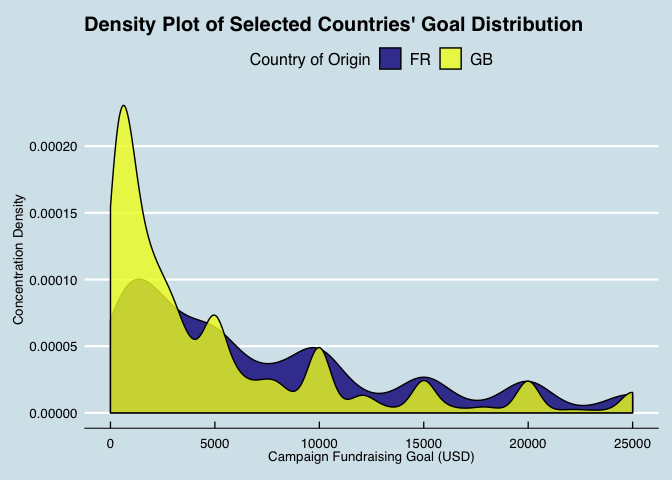 Density Plot of Selected Countries' Goal Distribution
Country of Origin FR GB
Concentration Density
0.00020
0.00015
0.00010
0.00005
0.00000
0 5000 10000 15000 20000 25000
Campaign Fundraising Goal (USD)